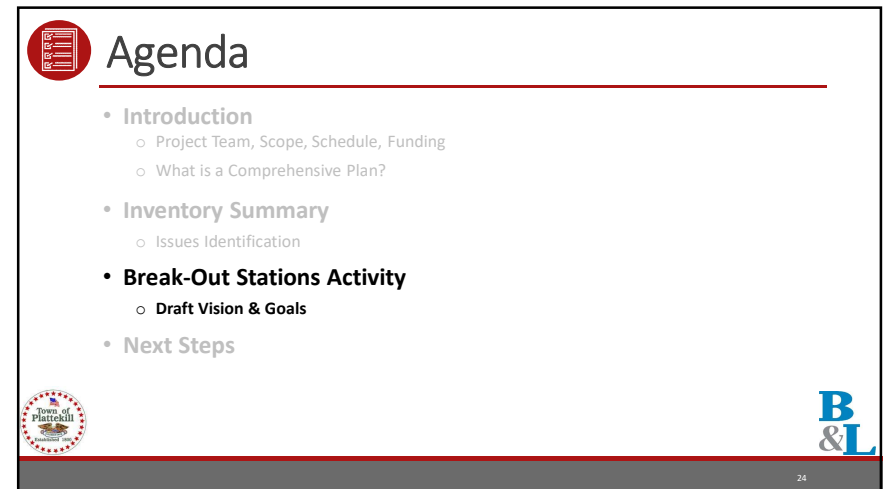 Agenda
• Introduction
o Project Team, Scope, Schedule, Funding
o What is a Comprehensive Plan?
• Inventory Summary
o Issues Identification
• Break-Out Stations Activity
o Draft Vision & Goals
• Next Steps
Town of
Plattekill
Established 1800
B
&L
24